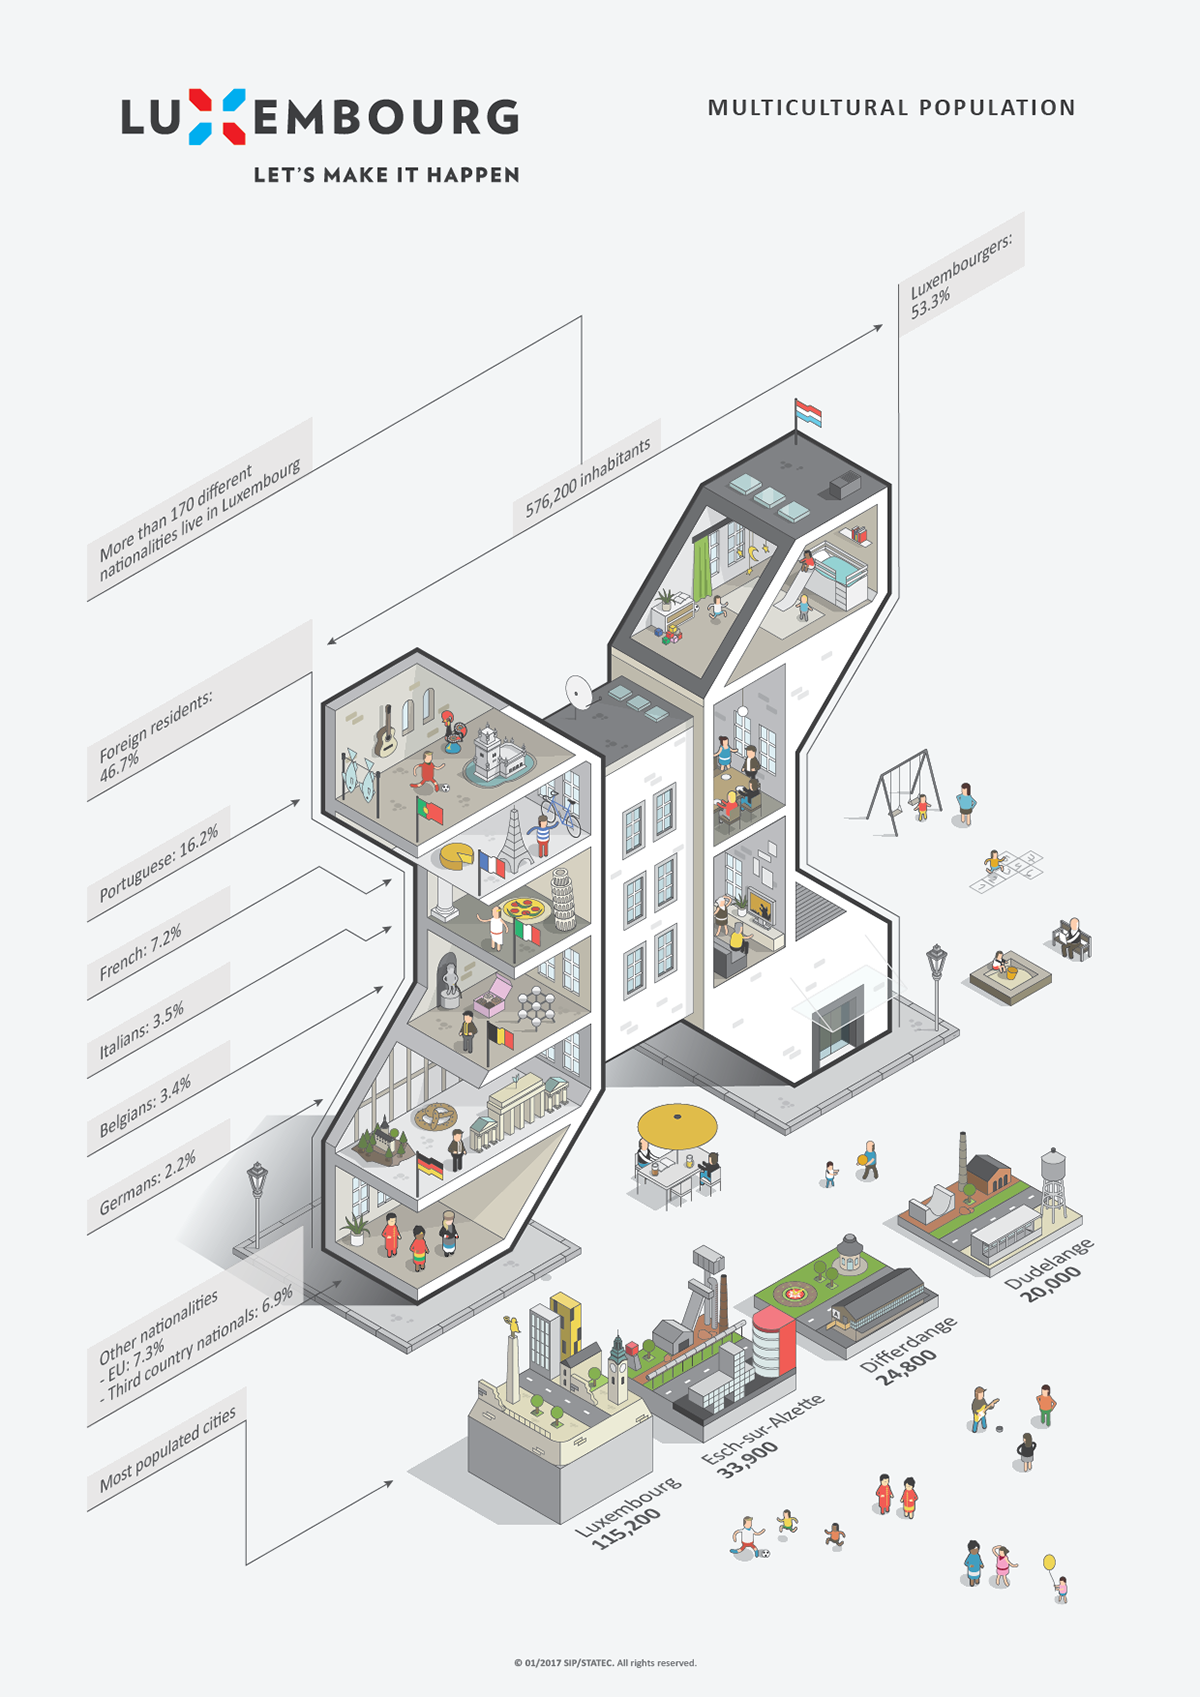 LUXEMBOURG
LET'S MAKE IT HAPPEN
MULTICULTURAL POPULATION
Luxembourgers:
53.3%
576,200 inhabitants
More than 170 different
nationalities live in Luxembourg
Foreign residents:
46.7%
Portuguese: 16.2%
French: 7.2%
Italians: 3.5%
Belgians: 3.4%
Germans: 2.2%
Other nationalities
- EU: 7.3%
- Third country nationals: 6.9%
Most populated cities
Luxembourg
115,200
Esch-sur-Alzette
33,900
Differdange
24,800
Dudelange
20,000
© 01/2017 SIP/STATEC. All rights reserved.